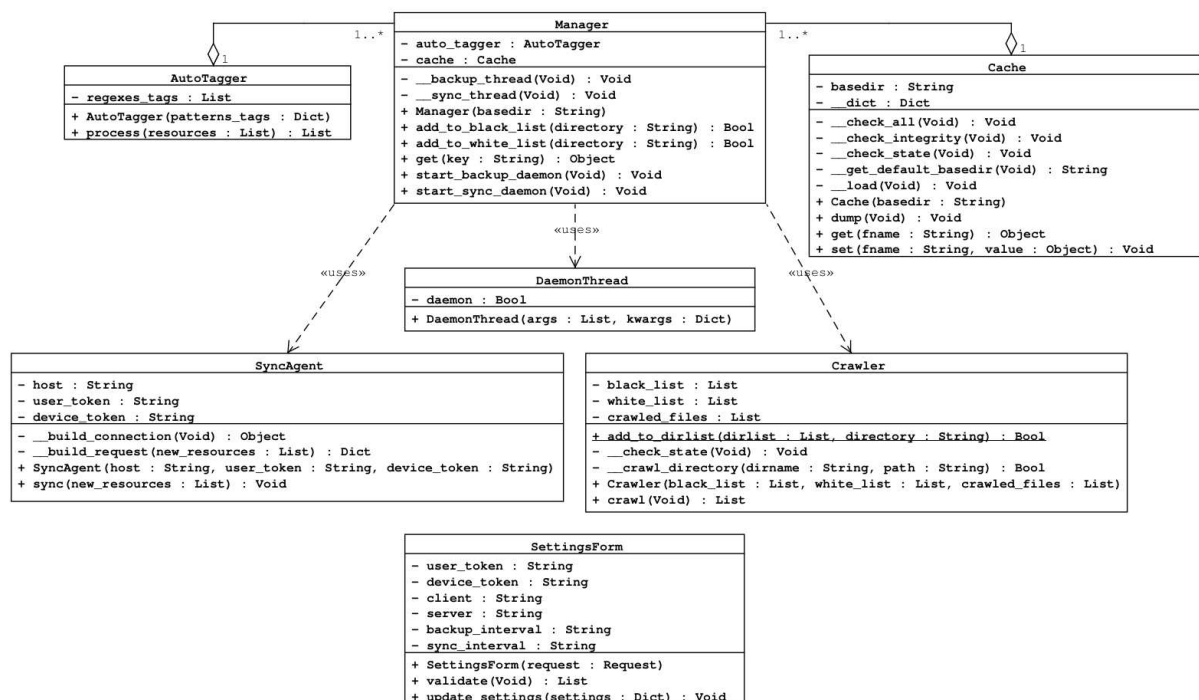 Manager
- auto_tagger : AutoTagger
- cache : Cache
- __backup_thread(Void) : Void
- __sync_thread(Void) : Void
+ Manager(basedir : String)
+ add_to_black_list(directory : String) : Bool
+ add_to_white_list(directory : String) : Bool
+ get(key : String) : Object
+ start_backup_daemon(Void) : Void
+ start_sync_daemon(Void) : Void
1..*
1
1..*
1
AutoTagger
- regexes_tags : List
+ AutoTagger(patterns_tags : Dict)
+ process(resources : List) : List
Cache
- basedir : String
- __dict : Dict
- __check_all(Void) : Void
- __check_integrity(Void) : Void
- __check_state(Void) : Void
- __get_default_basedir(Void) : String
- __load(Void) : Void
+ Cache(basedir : String)
+ dump(Void) : Void
+ get(fname : String) : Object
+ set(fname : String, value : Object) : Void
«uses»
«uses»
«uses»
DaemonThread
- daemon : Bool
+ DaemonThread(args : List, kwargs : Dict)
SyncAgent
- host : String
- user_token : String
- device_token : String
- __build_connection(Void) : Object
- __build_request(new_resources : List) : Dict
+ SyncAgent(host : String, user_token : String, device_token : String)
+ sync(new_resources : List) : Void
Crawler
- black_list : List
- white_list : List
- crawled_files : List
+ add_to_dirlist(dirlist : List, directory : String) : Bool
- __check_state(Void) : Void
- __crawl_directory(dirname : String, path : String) : Bool
+ Crawler(black_list : List, white_list : List, crawled_files : List)
+ crawl(Void) : List
SettingsForm
- user_token : String
- device_token : String
- client : String
- server : String
- backup_interval : String
- sync_interval : String
+ SettingsForm(request : Request)
+ validate(Void) : List
+ update_settings(settings : Dict) : Void